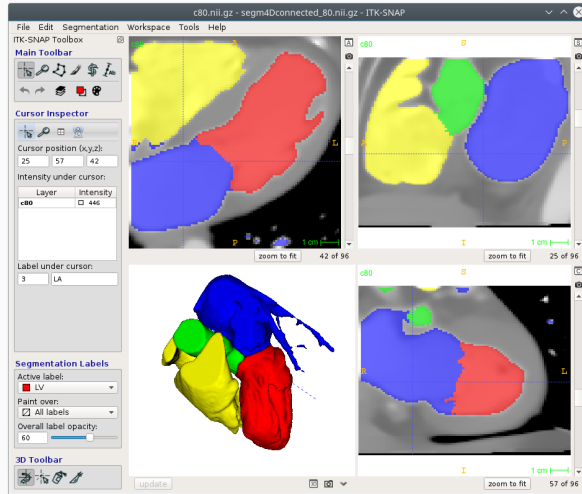 c80.nii.gz - segm4Dconnected_80.nii.gz - ITK-SNAP
File Edit Segmentation Workspace Tools Help
ITK-SNAP Toolbox
Main Toolbar
Cursor Inspector
Cursor position (x,y,z):
25 57 42
Intensity under cursor:
Layer Intensity
c80 446
Label under cursor:
3 LA
Segmentation Labels
Active label:
LV
Paint over:
All labels
Overall label opacity:
60
3D Toolbar
c80
A
L
P
1 cm
A
zoom to fit 42 of 96
c80
S
A
P
I
1 cm
S
zoom to fit 25 of 96
update
3D
c80
S
R
L
I
1 cm
C
zoom to fit 57 of 96